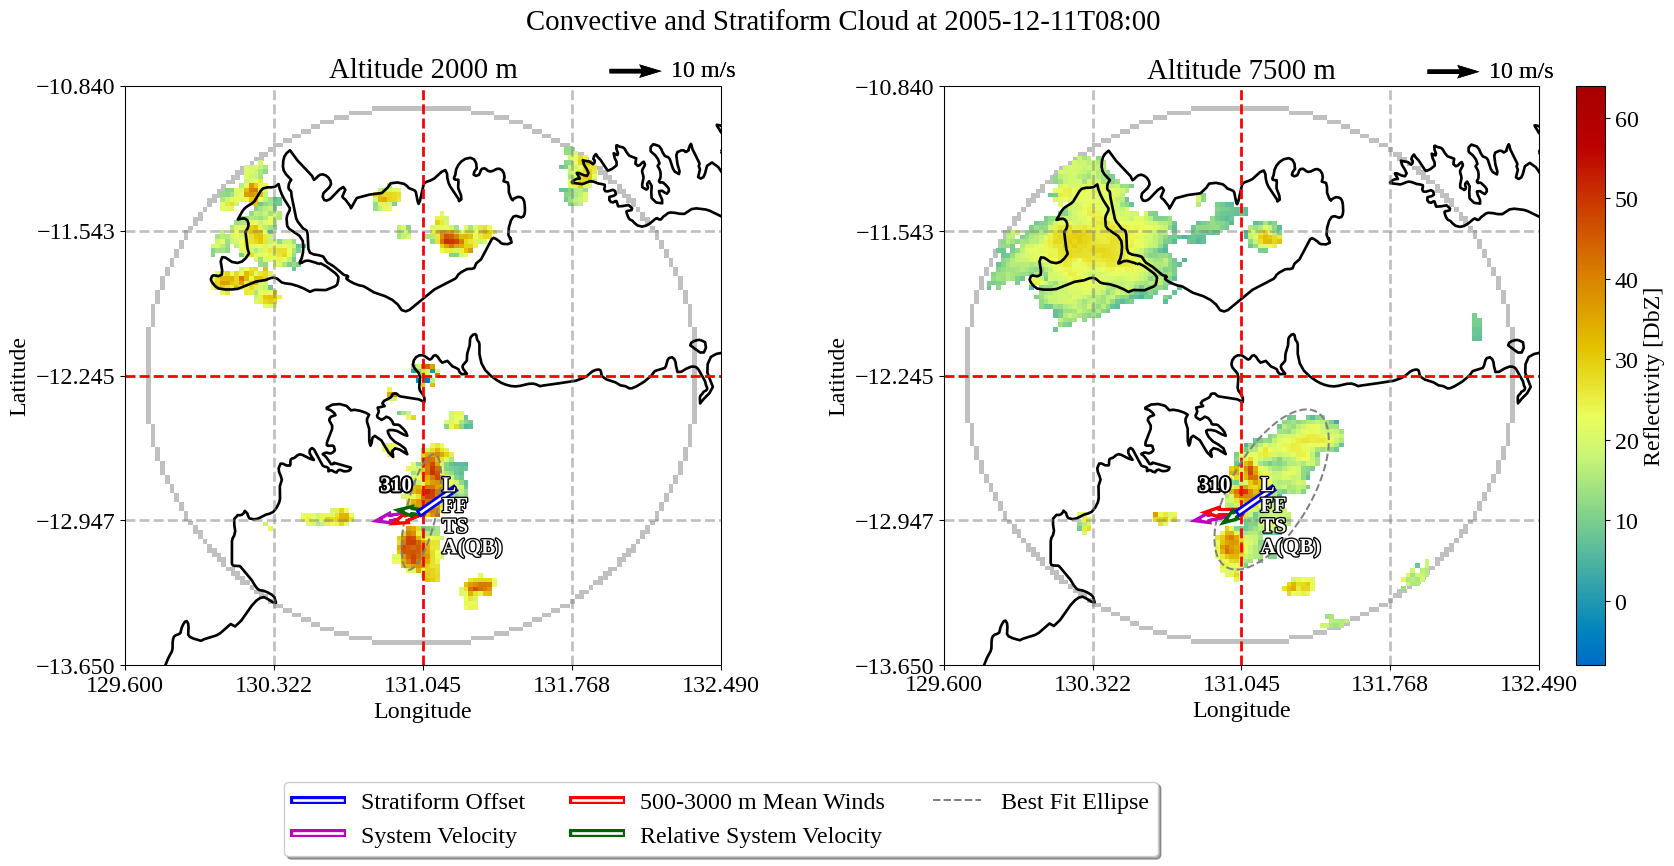 Convective and Stratiform Cloud at 2005-12-11T08:00
Altitude 2000 m
10 m/s
−10.840
−11.543
−12.245
−12.947
−13.650
129.600
130.322
131.045
131.768
132.490
Latitude
Longitude
310
L
FF
TS
A(QB)
Altitude 7500 m
10 m/s
−10.840
−11.543
−12.245
−12.947
−13.650
129.600
130.322
131.045
131.768
132.490
Latitude
Longitude
310
L
FF
TS
A(QB)
60
50
40
30
20
10
0
Reflectivity [DbZ]
Stratiform Offset
500-3000 m Mean Winds
Best Fit Ellipse
System Velocity
Relative System Velocity